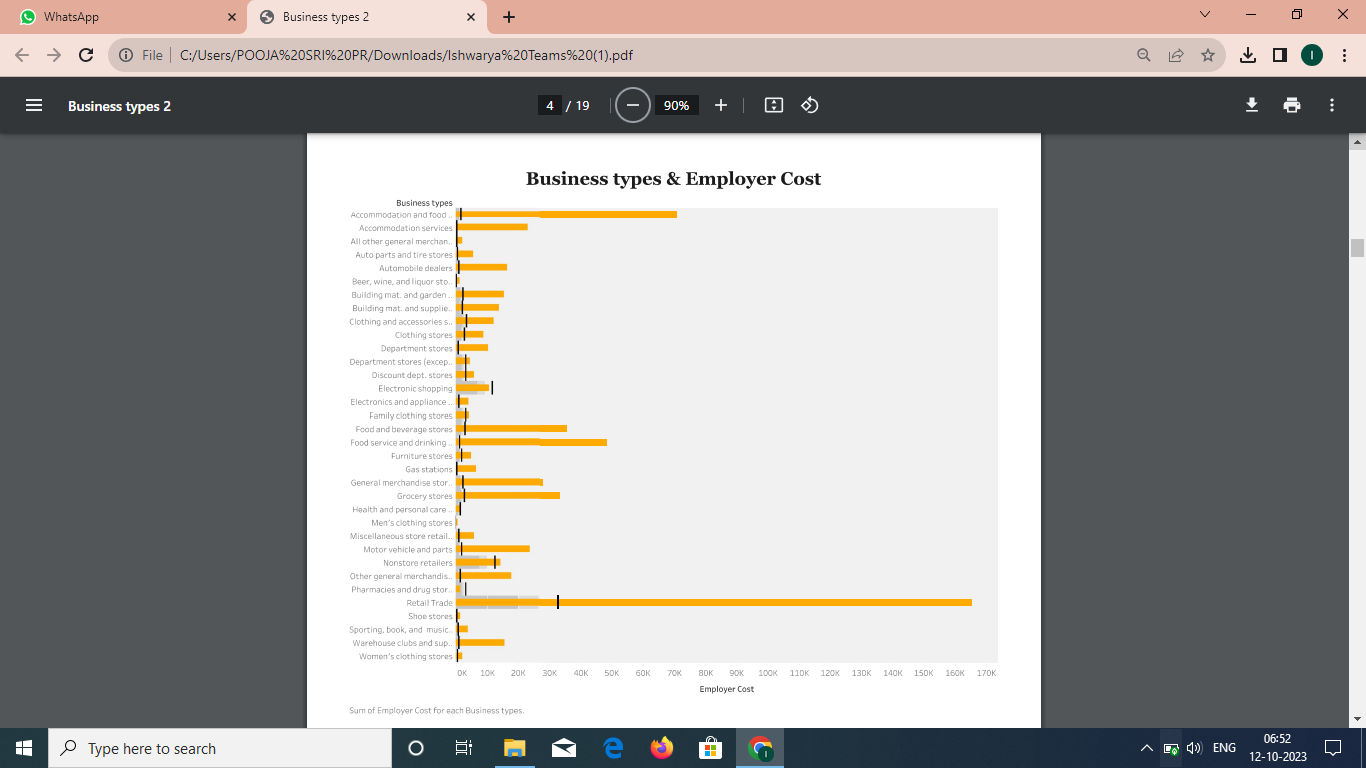 WhatsApp
Business types 2
File
C:/Users/POOJA%20SRI%20PR/Downloads/Ishwarya%20Teams%20(1).pdf
I
Business types 2
4 / 19
90%
Business types & Employer Cost
Business types
Accommodation and food ..
Accommodation services
All other general merchan..
Auto parts and tire stores
Automobile dealers
Beer, wine, and liquor sto..
Building mat. and garden ..
Building mat. and supplie..
Clothing and accessories s..
Clothing stores
Department stores
Department stores (excep..
Discount dept. stores
Electronic shopping
Electronics and appliance ..
Family clothing stores
Food and beverage stores
Food service and drinking ..
Furniture stores
Gas stations
General merchandise stor..
Grocery stores
Health and personal care ..
Men's clothing stores
Miscellaneous store retail..
Motor vehicle and parts
Nonstore retailers
Other general merchandis..
Pharmacies and drug stor..
Retail Trade
Shoe stores
Sporting, book, and music..
Warehouse clubs and sup..
Women's clothing stores
0K 10K 20K 30K 40K 50K 60K 70K 80K 90K 100K 110K 120K 130K 140K 150K 160K 170K
Employer Cost
Sum of Employer Cost for each Business types.
Type here to search
I
ENG
06:52
12-10-2023